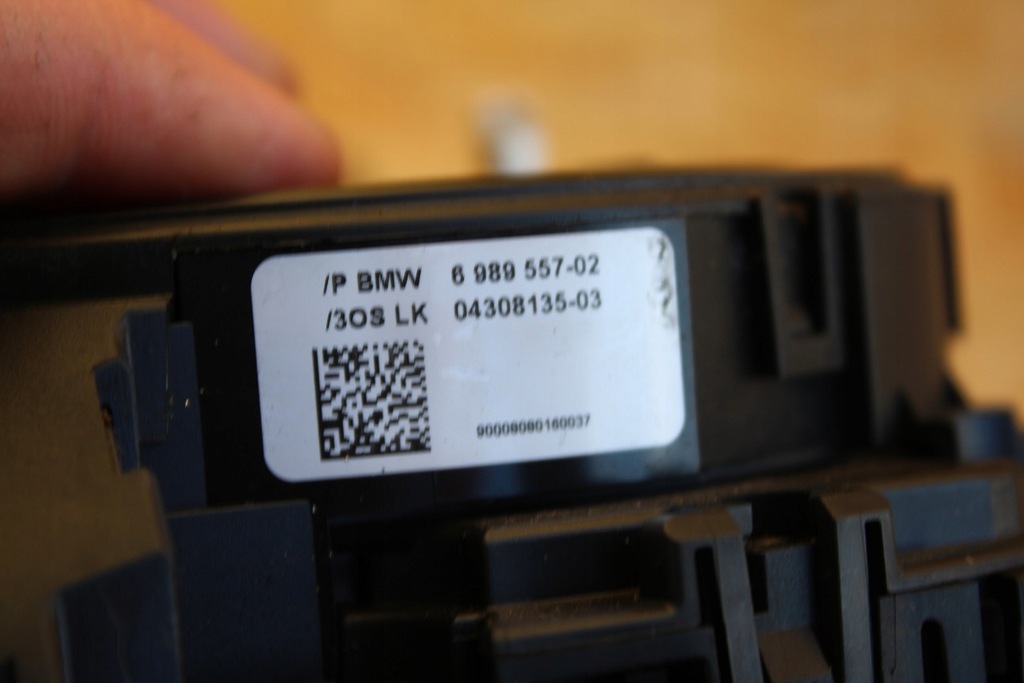 /P BMW 6 989 557-02
/3OS LK 04308135-03
90008080160037